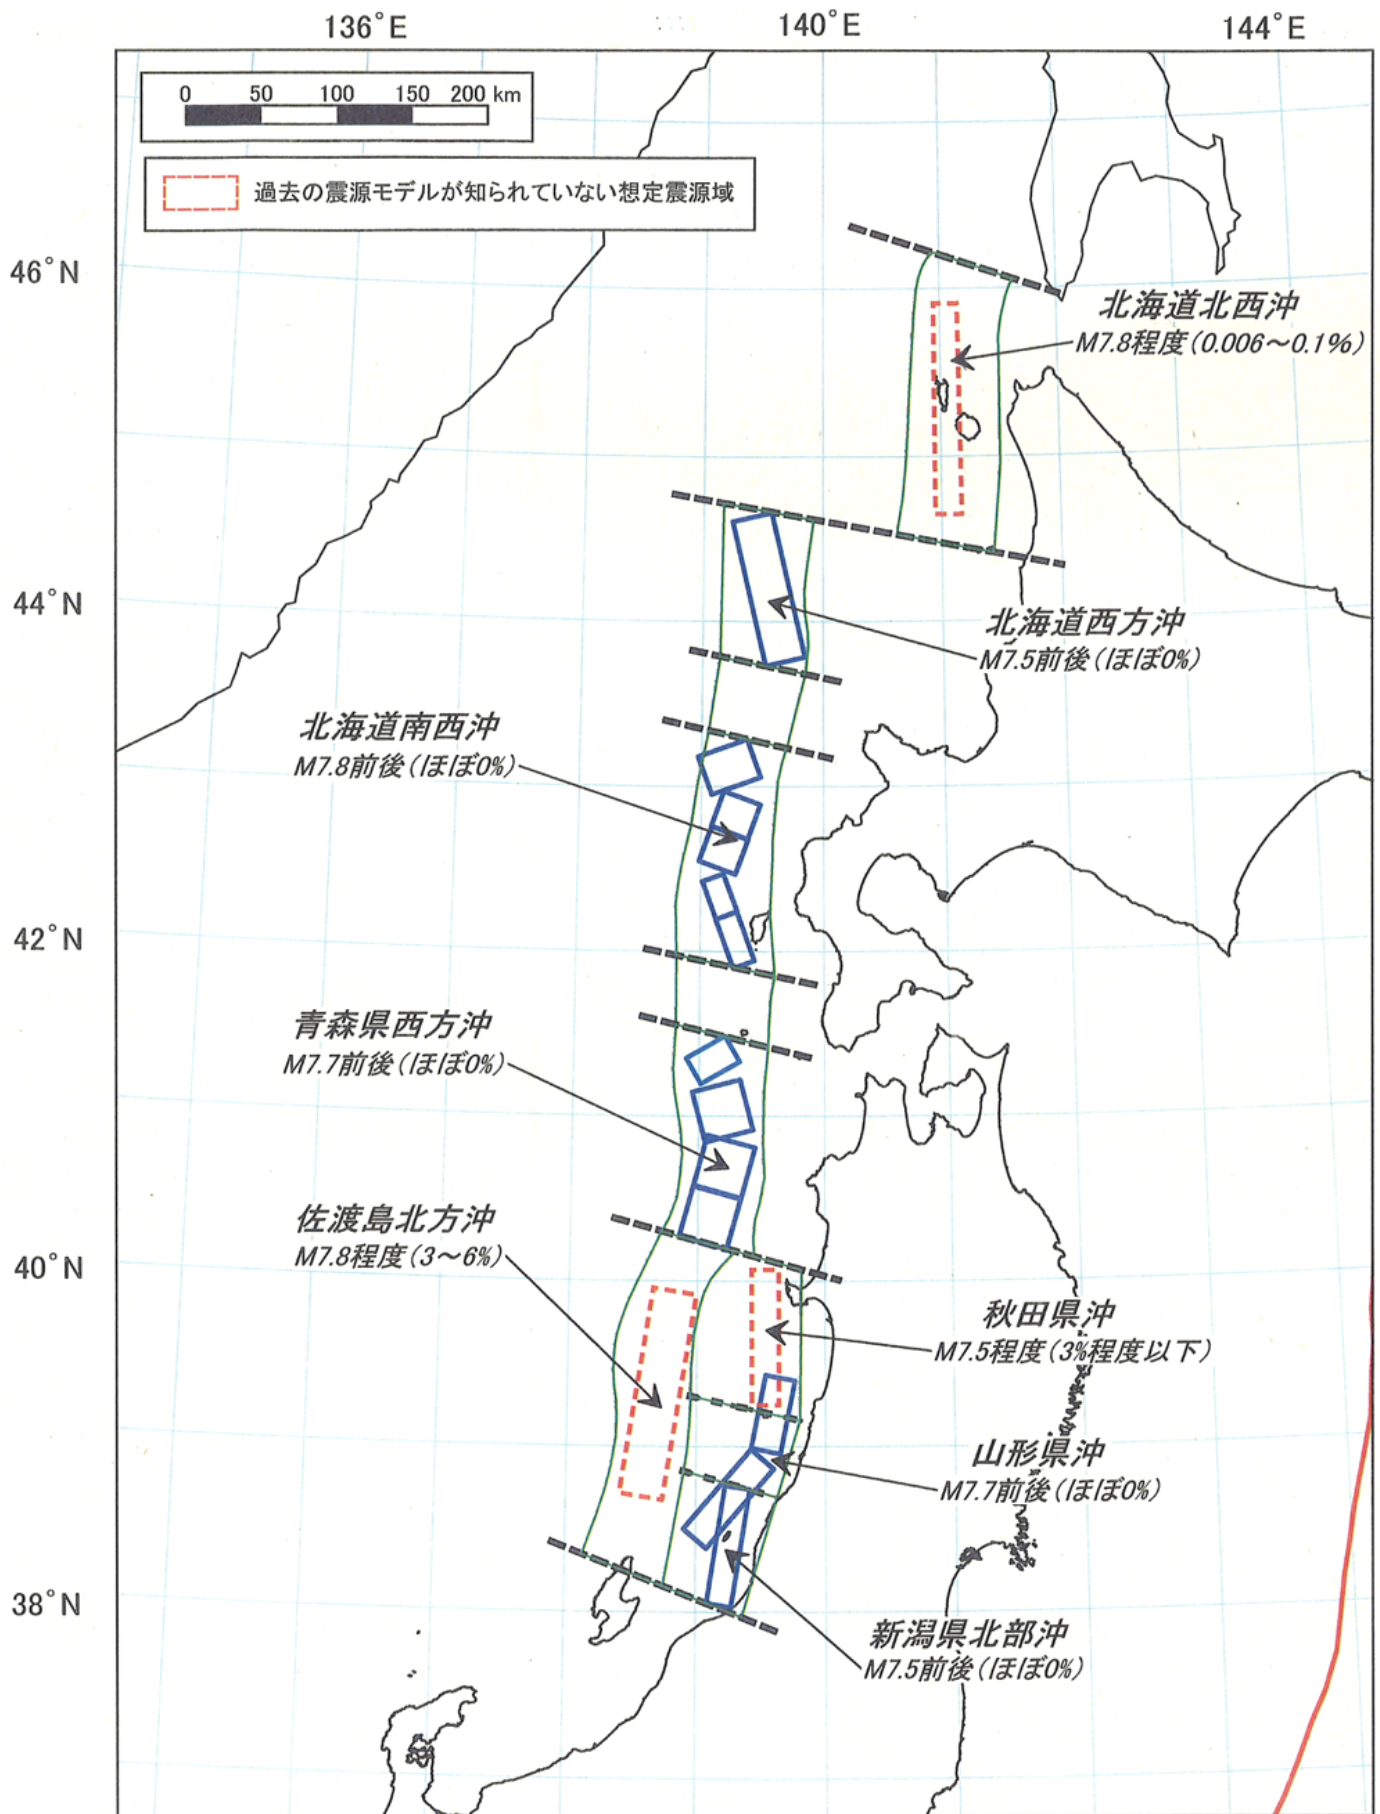 136°E 140°E 144°E
0 50 100 150 200 km
過去の震源モデルが知られていない想定震源域
46°N
北海道北西沖
M7.8程度(0.006～0.1%)
44°N
北海道西方沖
M7.5前後(ほぼ0%)
北海道南西沖
M7.8前後(ほぼ0%)
42°N
青森県西方沖
M7.7前後(ほぼ0%)
佐渡島北方沖
M7.8程度(3～6%)
40°N
秋田県沖
M7.5程度(3%程度以下)
山形県沖
M7.7前後(ほぼ0%)
38°N
新潟県北部沖
M7.5前後(ほぼ0%)